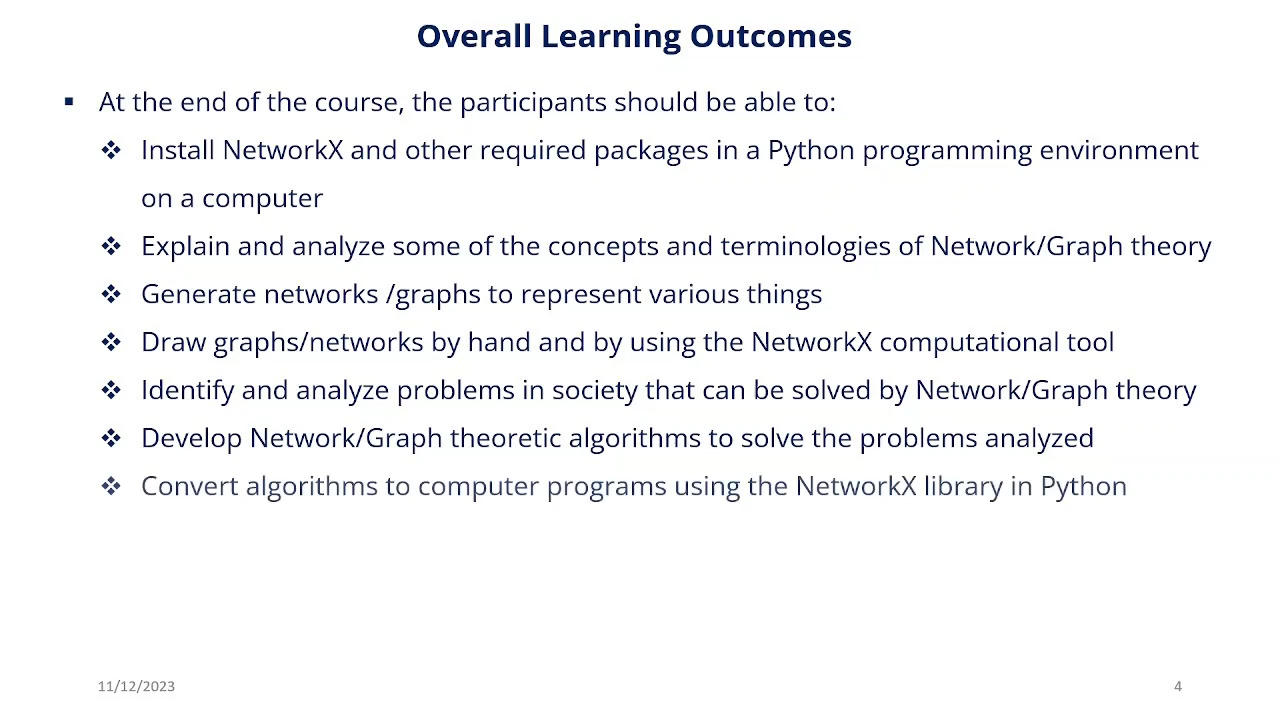 Overall Learning Outcomes
▪ At the end of the course, the participants should be able to:
❖ Install NetworkX and other required packages in a Python programming environment
on a computer
❖ Explain and analyze some of the concepts and terminologies of Network/Graph theory
❖ Generate networks /graphs to represent various things
❖ Draw graphs/networks by hand and by using the NetworkX computational tool
❖ Identify and analyze problems in society that can be solved by Network/Graph theory
❖ Develop Network/Graph theoretic algorithms to solve the problems analyzed
❖ Convert algorithms to computer programs using the NetworkX library in Python
11/12/2023
4